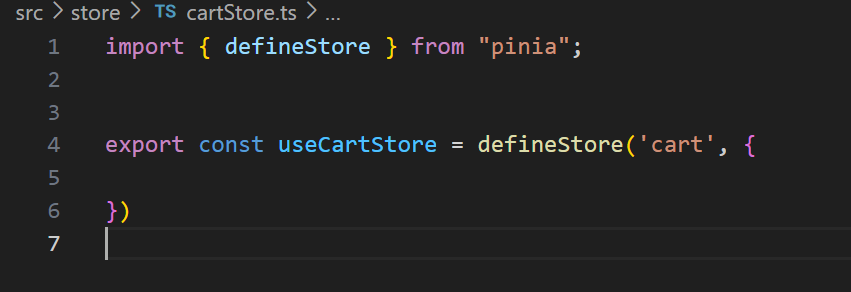 src > store > TS cartStore.ts > ...
1 import { defineStore } from "pinia";
2
3
4 export const useCartStore = defineStore('cart', {
5
6 })
7